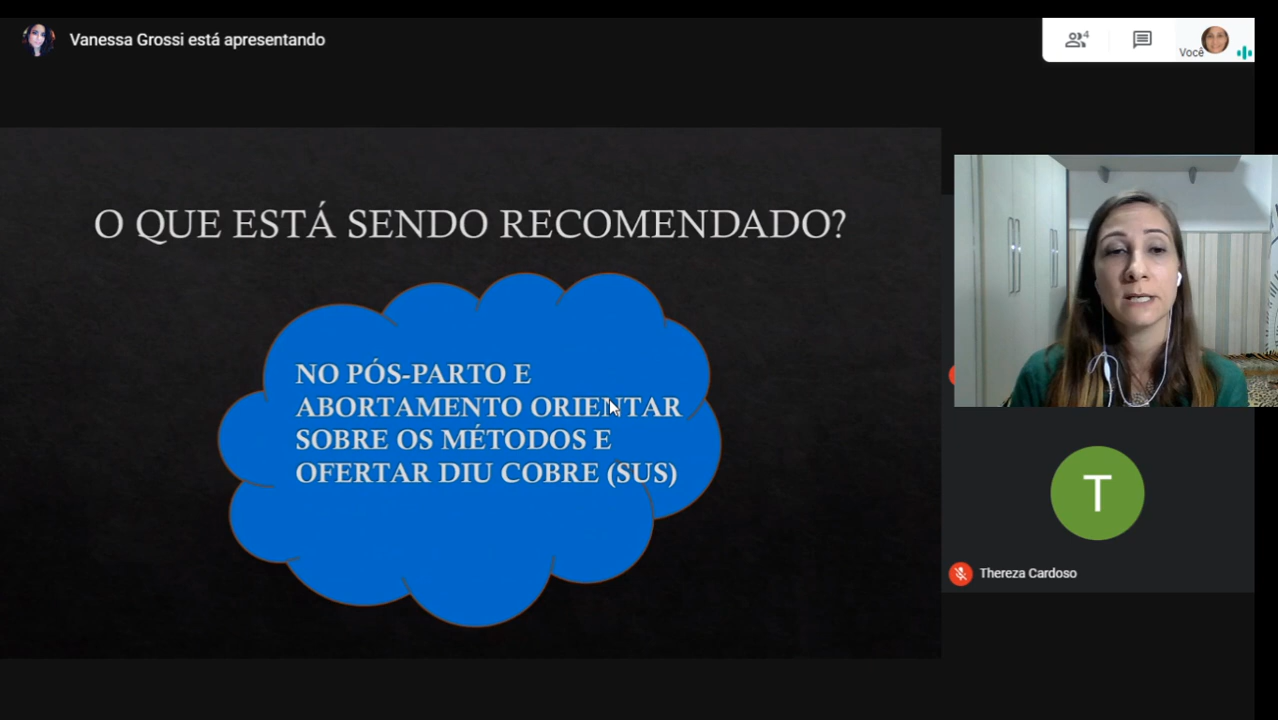 Vanessa Grossi está apresentando
4
Você
O QUE ESTÁ SENDO RECOMENDADO?
NO PÓS-PARTO E
ABORTAMENTO ORIENTAR
SOBRE OS MÉTODOS E
OFERTAR DIU COBRE (SUS)
T
Thereza Cardoso